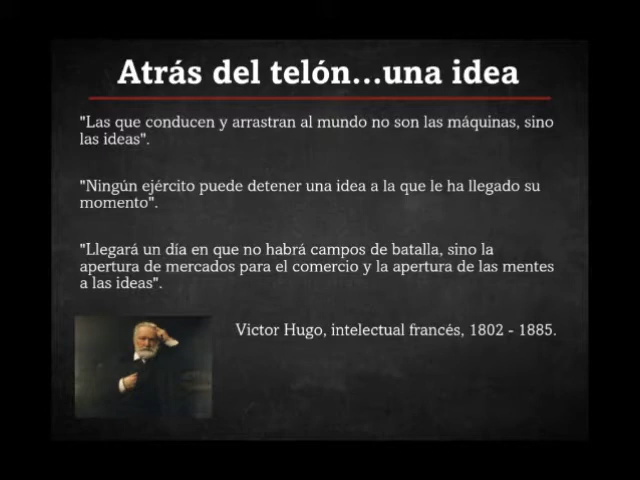 Atrás del telón...una idea
"Las que conducen y arrastran al mundo no son las máquinas, sino
las ideas".
"Ningún ejército puede detener una idea a la que le ha llegado su
momento".
"Llegará un día en que no habrá campos de batalla, sino la
apertura de mercados para el comercio y la apertura de las mentes
a las ideas".
Victor Hugo, intelectual francés, 1802 - 1885.